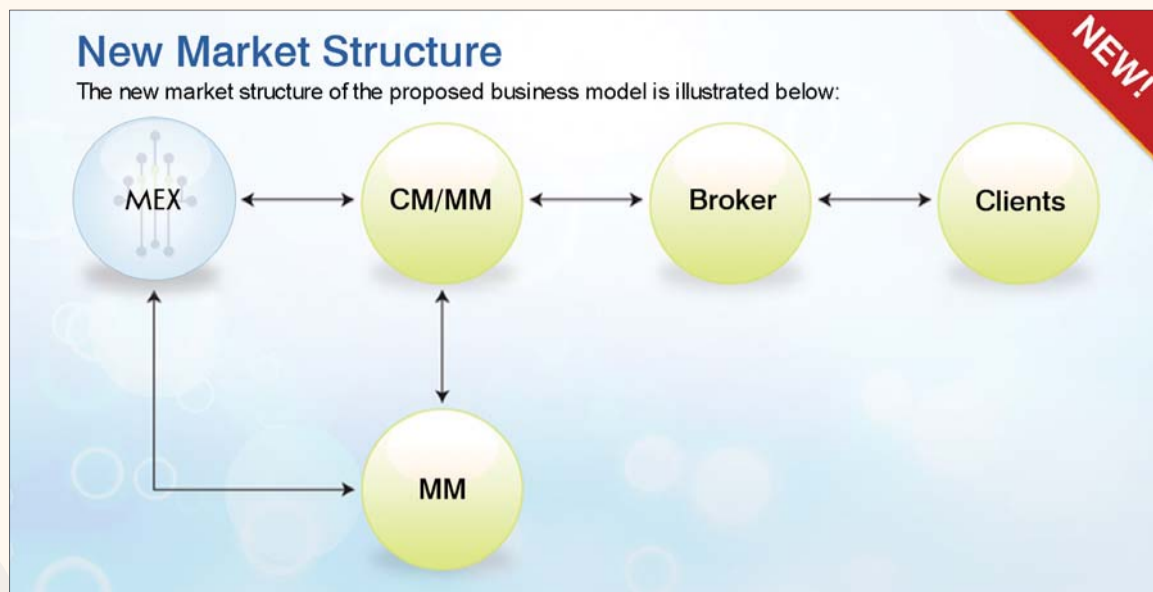 New Market Structure
NEW!
The new market structure of the proposed business model is illustrated below:
MEX
CM/MM
Broker
Clients
MM